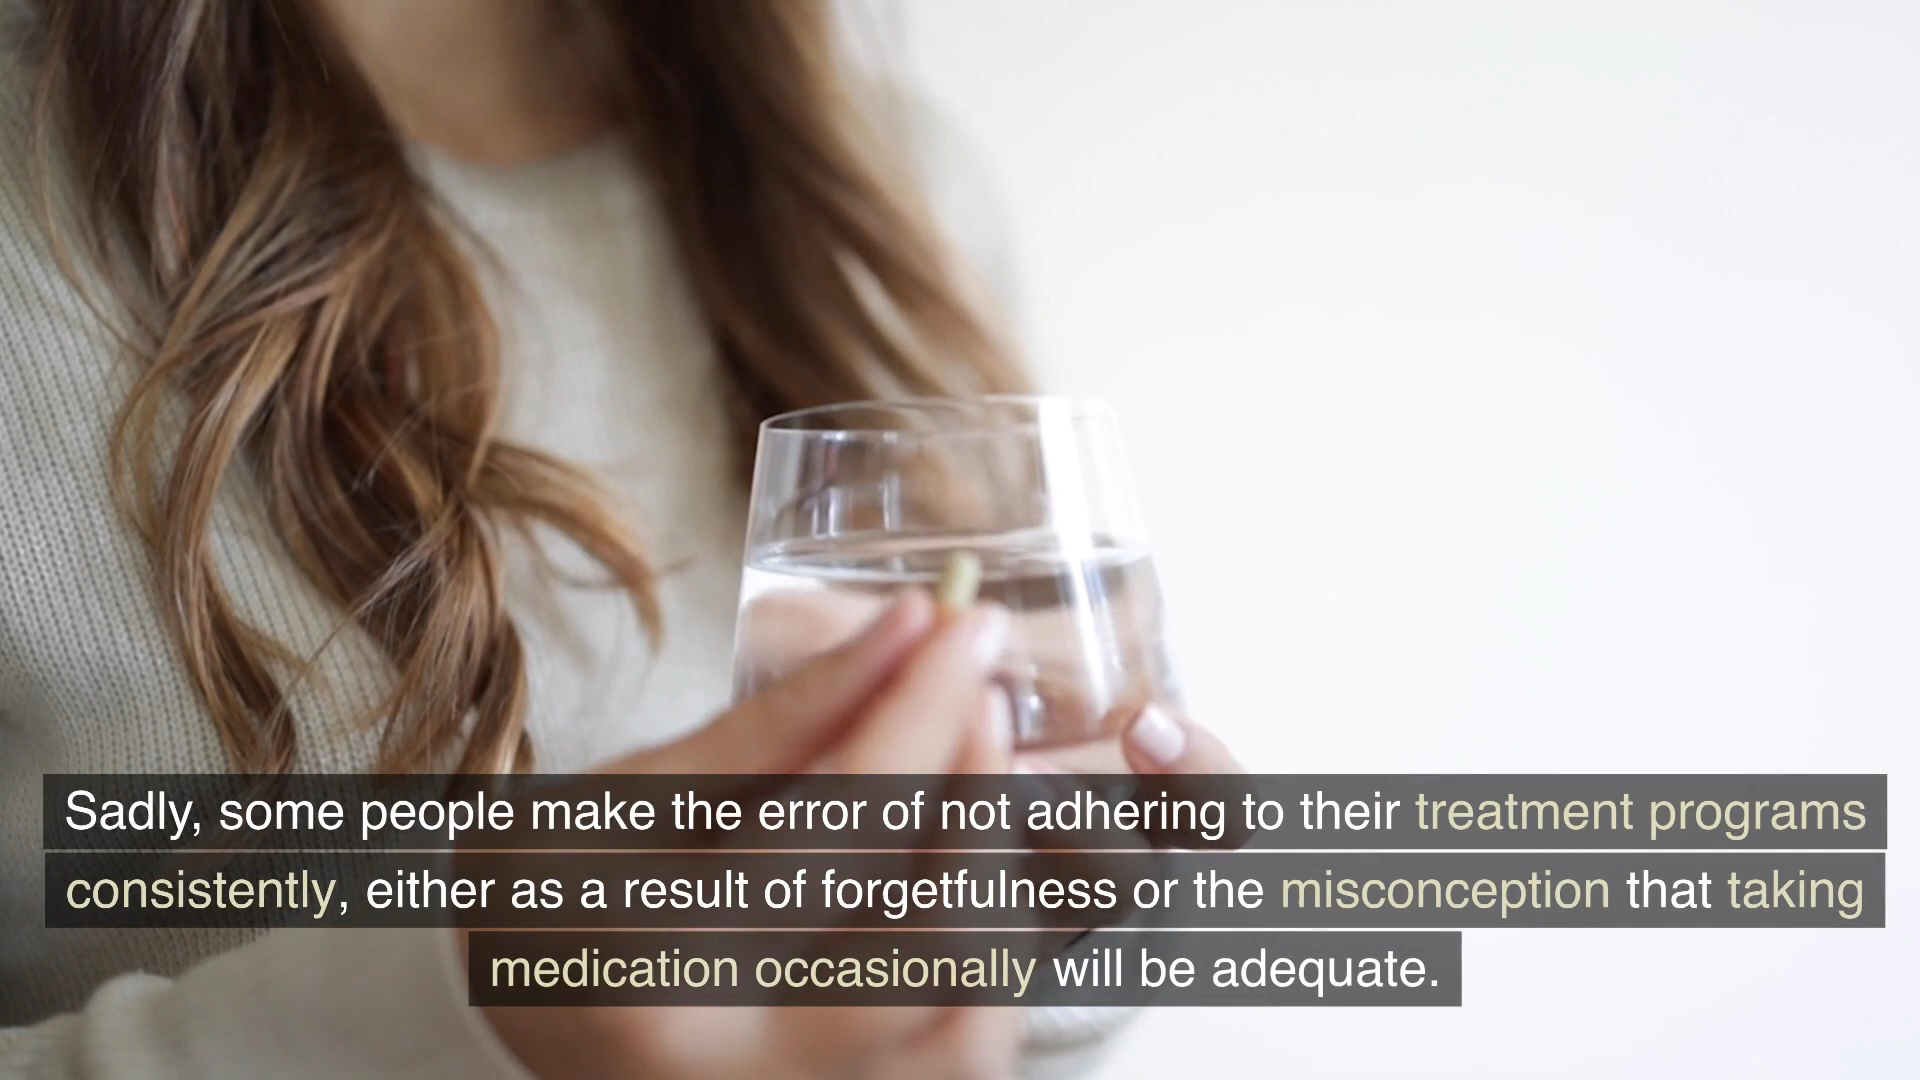 Sadly, some people make the error of not adhering to their treatment programs
consistently, either as a result of forgetfulness or the misconception that taking
medication occasionally will be adequate.